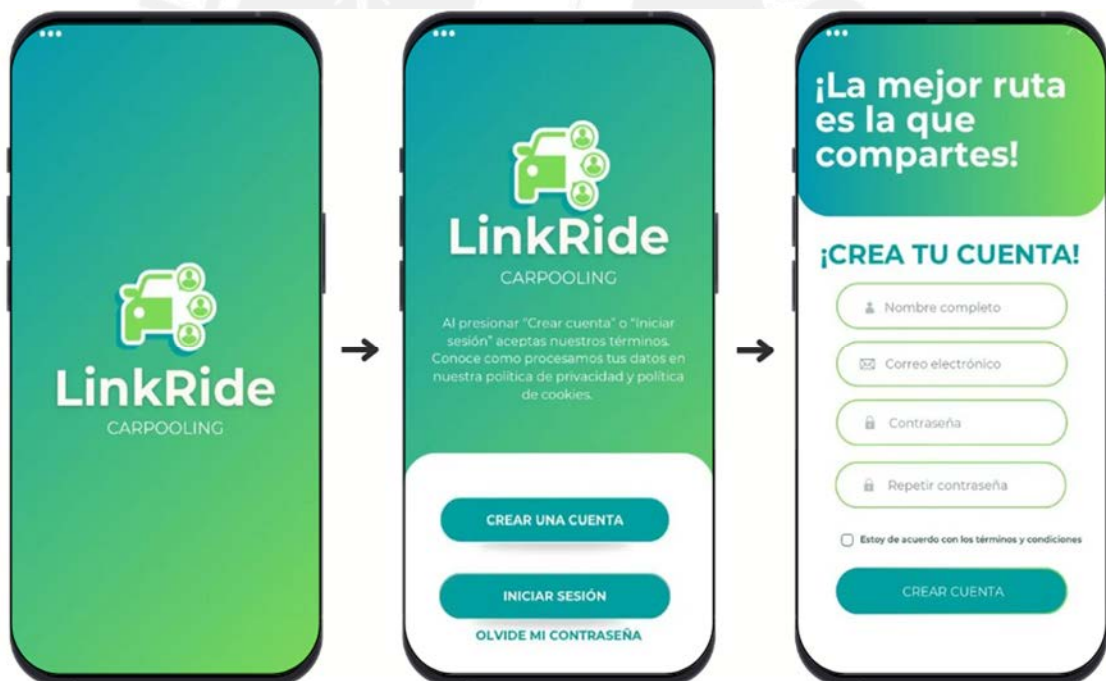 LinkRide
CARPOOLING
LinkRide
CARPOOLING
Al presionar "Crear cuenta" o "Iniciar
sesión" aceptas nuestros términos.
Conoce como procesamos tus datos en
nuestra política de privacidad y política
de cookies.
CREAR UNA CUENTA
INICIAR SESIÓN
OLVIDE MI CONTRASEÑA
¡La mejor ruta
es la que
compartes!
¡CREA TU CUENTA!
Nombre completo
Correo electrónico
Contraseña
Repetir contraseña
Estoy de acuerdo con los términos y condiciones
CREAR CUENTA